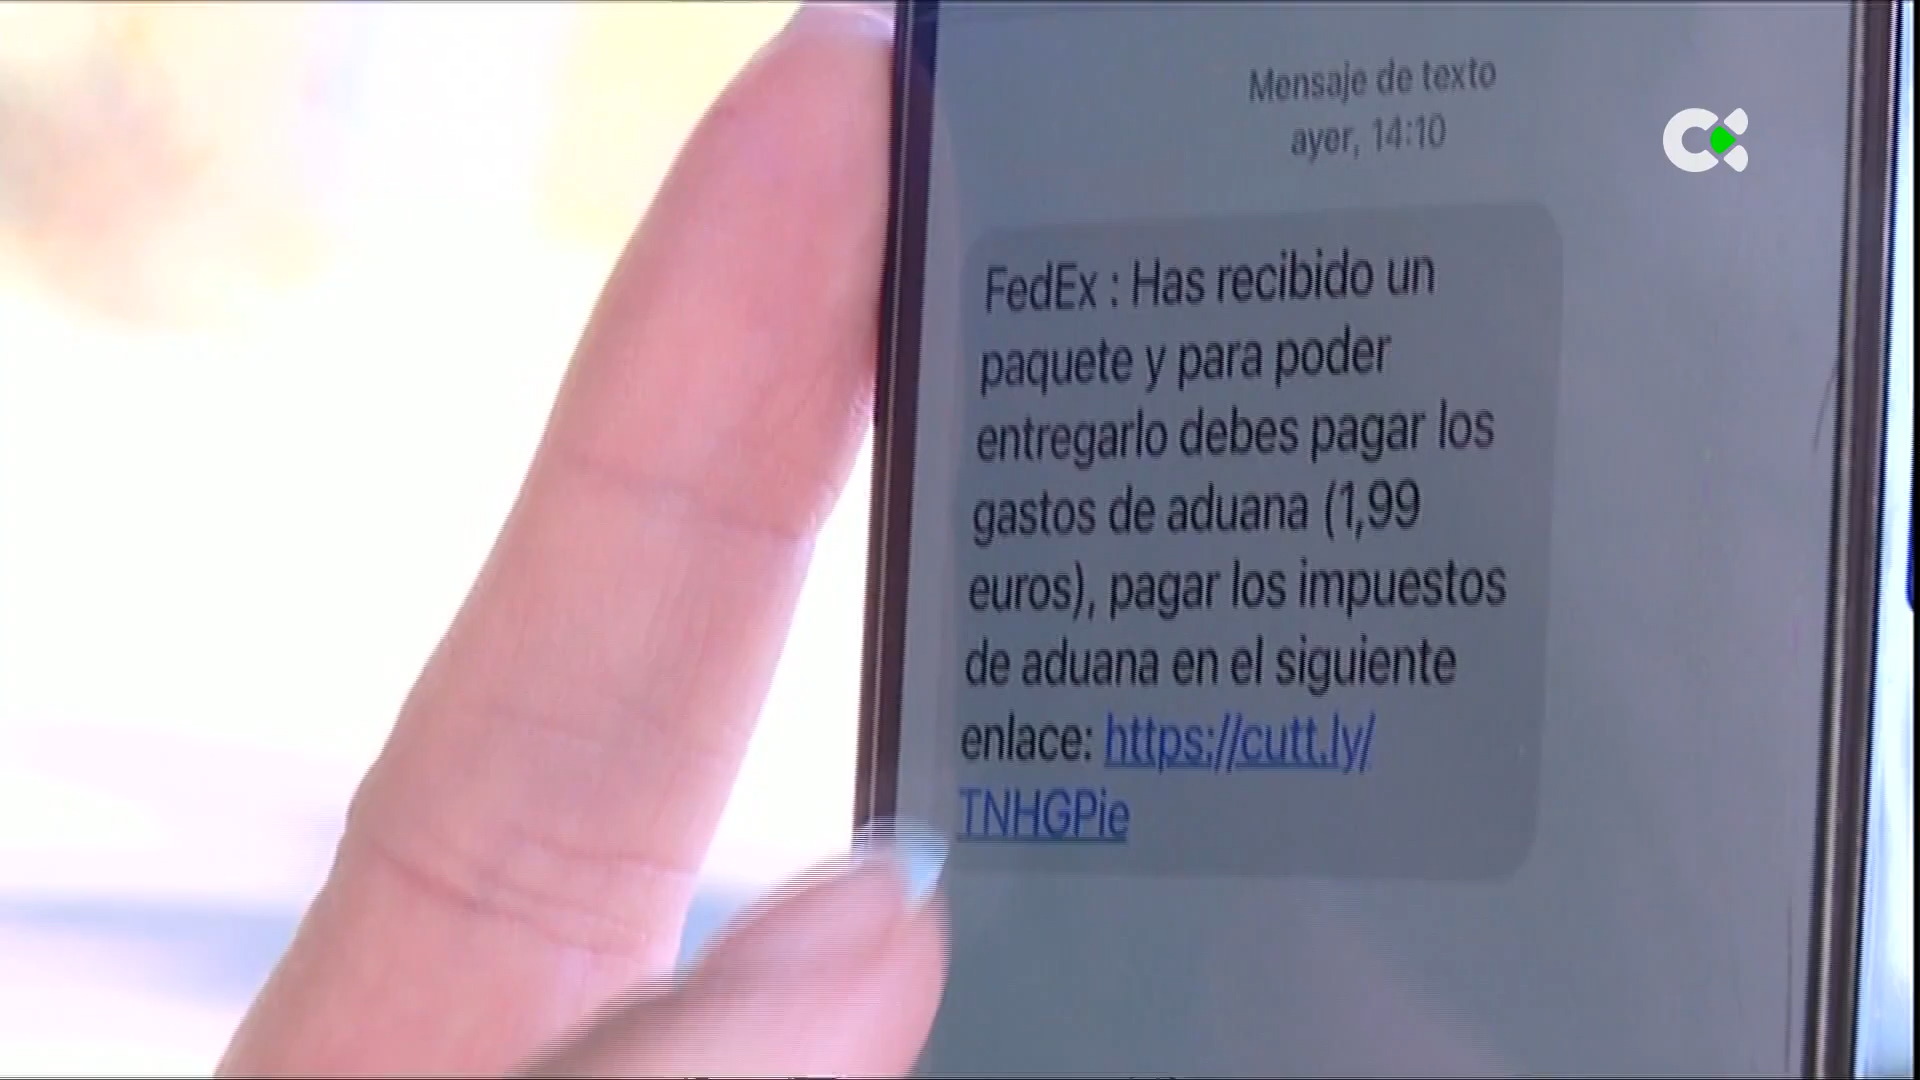 Mensaje de texto
ayer, 14:10
FedEx : Has recibido un
paquete y para poder
entregarlo debes pagar los
gastos de aduana (1,99
euros), pagar los impuestos
de aduana en el siguiente
enlace: https://cutt.ly/
TNHGPie